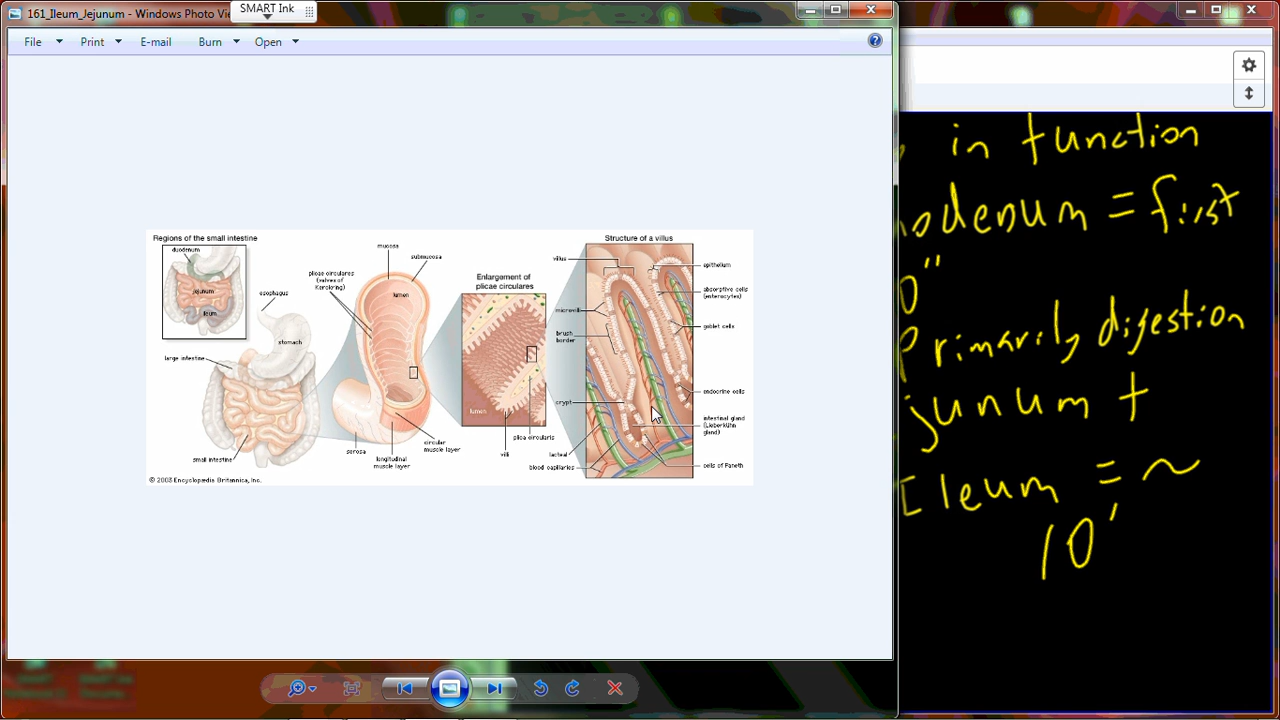 161_Ileum_Jejunum - Windows Photo Vie
SMART Ink
File Print E-mail Burn Open
Regions of the small intestine
duodenum
jejunum
ileum
esophagus
stomach
large intestine
small intestine
© 2003 Encyclopædia Britannica, Inc.
mucosa
submucosa
plicae circulares
(valves of
Kerckring)
lumen
serosa
longitudinal
muscle layer
circular
muscle layer
Enlargement of
plicae circulares
lumen
villi
plica circularis
Structure of a villus
villus
microvilli
brush
border
crypt
lacteal
blood capillaries
epithelium
absorptive cells
(enterocytes)
goblet cells
endocrine cells
intestinal gland
(Lieberkühn
gland)
cells of Paneth
in function
odenum = first
0"
Primarily digestion
junum +
Ileum = ~
10'